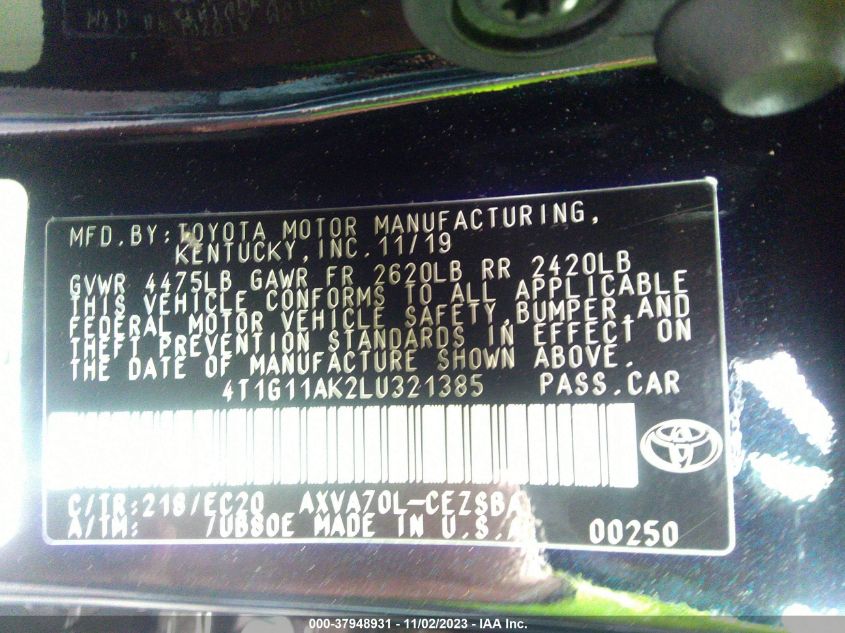 MFD. BY: TOYOTA MOTOR MANUFACTURING,
KENTUCKY, INC. 11/19
GVWR 4475LB GAWR FR 2620LB RR 2420LB
THIS VEHICLE CONFORMS TO ALL APPLICABLE
FEDERAL MOTOR VEHICLE SAFETY, BUMPER, AND
THEFT PREVENTION STANDARDS IN EFFECT ON
THE DATE OF MANUFACTURE SHOWN ABOVE.
4T1G11AK2LU321385 PASS. CAR
C/TR: 218/EC20 AXVA70L-CEZSBA
A/TM: /UB80E MADE IN U.S.A
00250
000-37948931 - 11/02/2023 - IAA Inc.